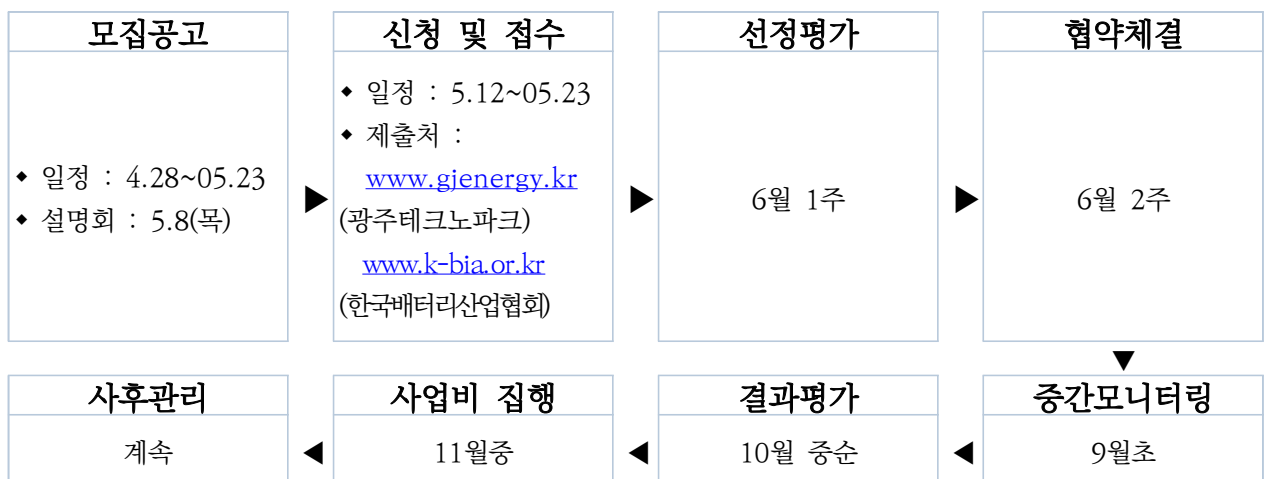 모집공고
◆ 일정 : 4.28~05.23
◆ 설명회 : 5.8(목)
▶
신청 및 접수
◆ 일정 : 5.12~05.23
◆ 제출처 :
www.gjenergy.kr
(광주테크노파크)
www.k-bia.or.kr
(한국배터리산업협회)
▶
선정평가
6월 1주
▶
협약체결
6월 2주
▼
중간모니터링
9월초
◀
결과평가
10월 중순
◀
사업비 집행
11월중
◀
사후관리
계속